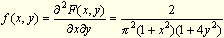 f(x,y) = ∂²F(x,y)/∂x∂y = 2/(π²(1+x²)(1+4y²))